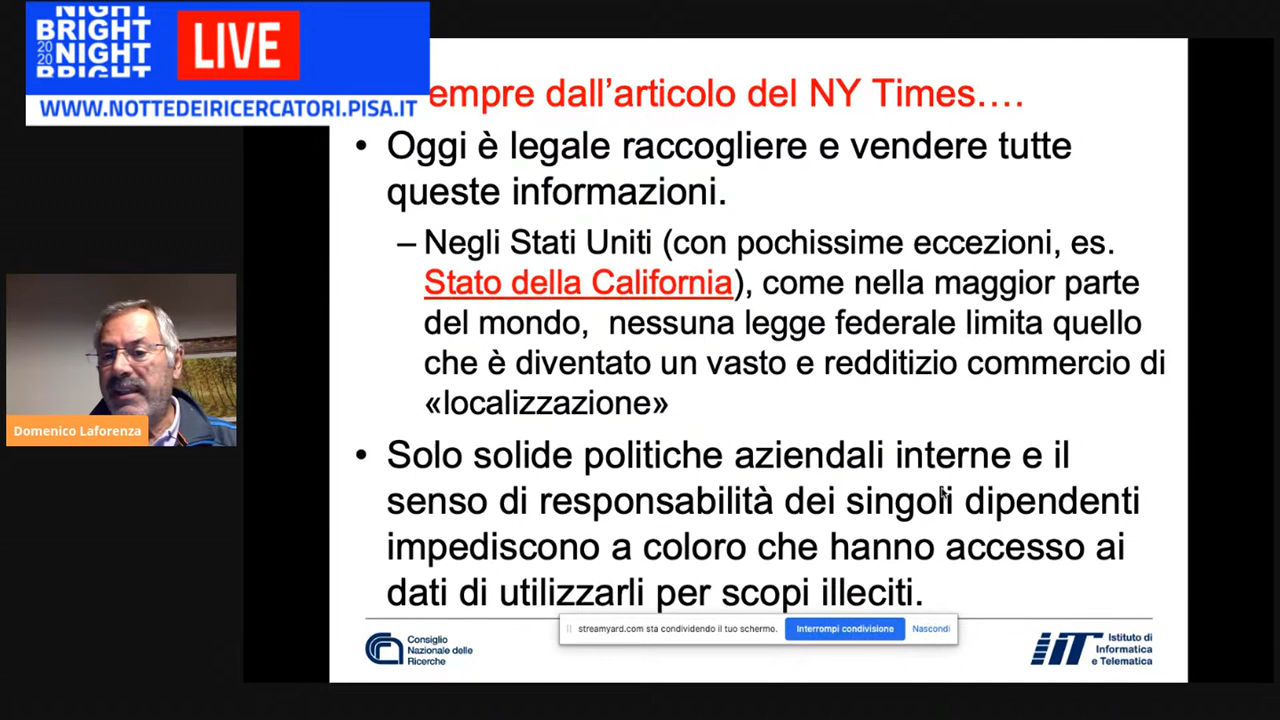 NIGHT
BRIGHT
2020 NIGHT
BRIGHT
LIVE
WWW.NOTTEDEIRICERCATORI.PISA.IT
empre dall’articolo del NY Times….
• Oggi è legale raccogliere e vendere tutte
queste informazioni.
– Negli Stati Uniti (con pochissime eccezioni, es.
Stato della California), come nella maggior parte
del mondo, nessuna legge federale limita quello
che è diventato un vasto e redditizio commercio di
«localizzazione»
• Solo solide politiche aziendali interne e il
senso di responsabilità dei singoli dipendenti
impediscono a coloro che hanno accesso ai
dati di utilizzarli per scopi illeciti.
Domenico Laforenza
streamyard.com sta condividendo il tuo schermo. Interrompi condivisione Nascondi
Consiglio
Nazionale delle
Ricerche
IIT
Istituto di
Informatica
e Telematica